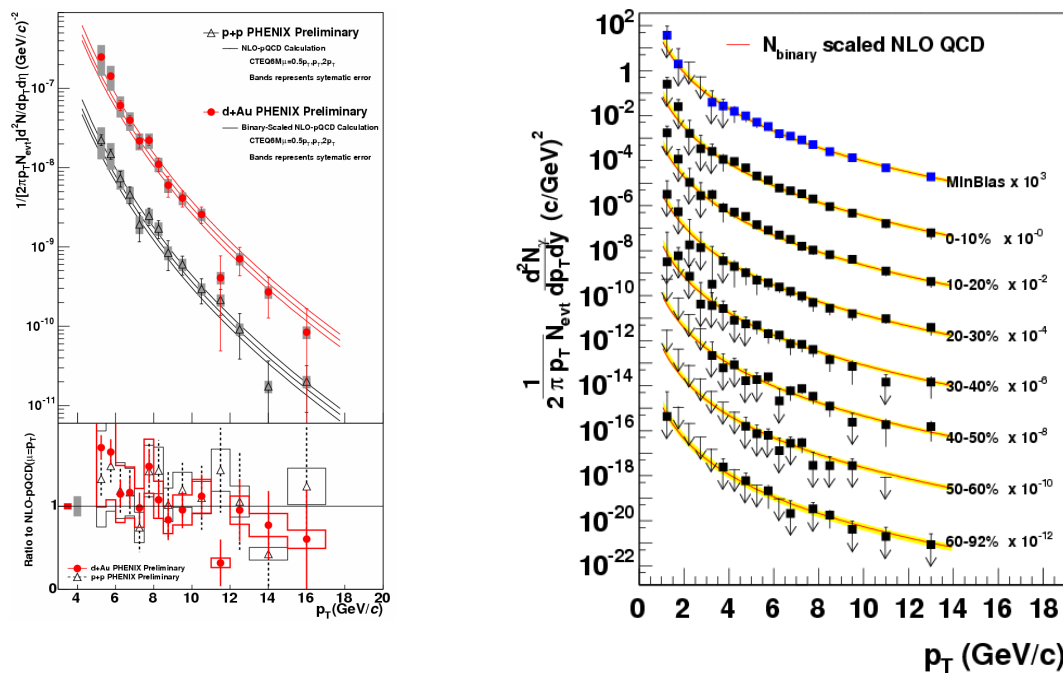 1/[2πp_T N_evt]d²N/dp_T dη (GeV/c)⁻²
10⁻⁷
10⁻⁸
10⁻⁹
10⁻¹⁰
10⁻¹¹
p+p PHENIX Preliminary
NLO-pQCD Calculation
CTEQ6Mμ=0.5p_T,p_T,2p_T
Bands represents sytematic error
d+Au PHENIX Preliminary
Binary-Scaled NLO-pQCD Calculation
CTEQ6Mμ=0.5p_T,p_T,2p_T
Bands represents sytematic error
Ratio to NLO-pQCD(μ=p_T)
1
0
d+Au PHENIX Preliminary
p+p PHENIX Preliminary
4 6 8 10 12 14 16 18 20
p_T(GeV/c)
1/(2π p_T N_evt) d²N^γ/(dp_T dy) (c/GeV)²
10²
1
10⁻²
10⁻⁴
10⁻⁶
10⁻⁸
10⁻¹⁰
10⁻¹²
10⁻¹⁴
10⁻¹⁶
10⁻¹⁸
10⁻²⁰
10⁻²²
N_binary scaled NLO QCD
MinBias x 10³
0-10% x 10⁻⁰
10-20% x 10⁻²
20-30% x 10⁻⁴
30-40% x 10⁻⁶
40-50% x 10⁻⁸
50-60% x 10⁻¹⁰
60-92% x 10⁻¹²
0 2 4 6 8 10 12 14 16 18
p_T (GeV/c)